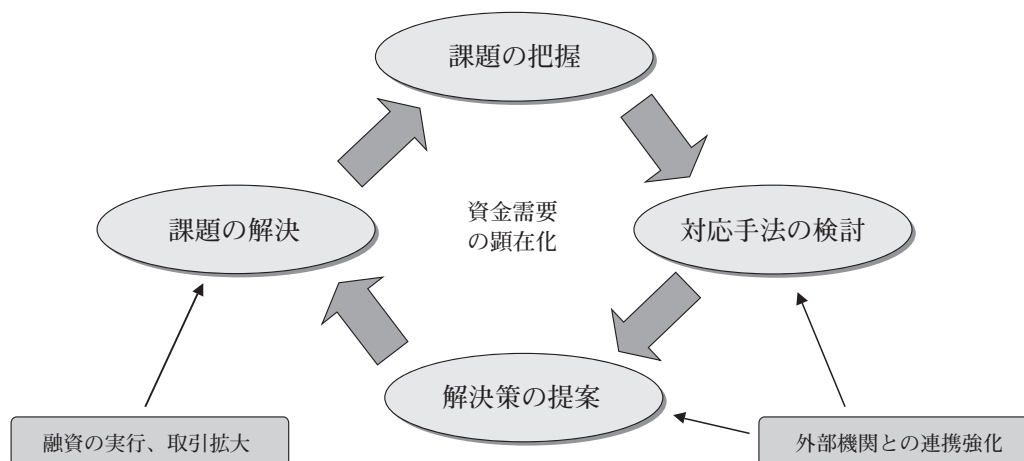 課題の把握
資金需要
の顕在化
課題の解決
対応手法の検討
解決策の提案
融資の実行、取引拡大
外部機関との連携強化